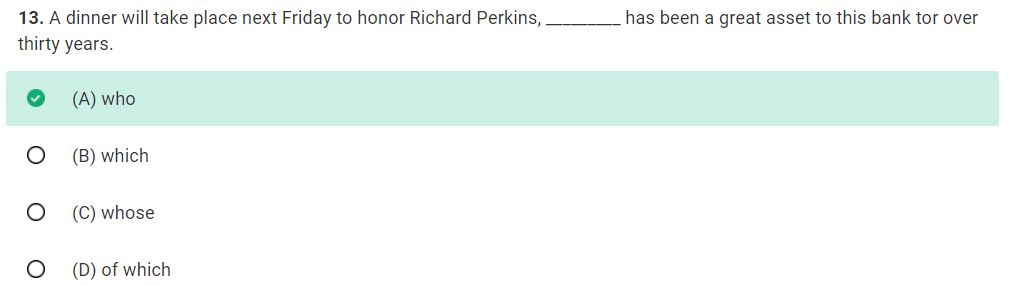 13. A dinner will take place next Friday to honor Richard Perkins, _________ has been a great asset to this bank tor over
thirty years.
(A) who
(B) which
(C) whose
(D) of which